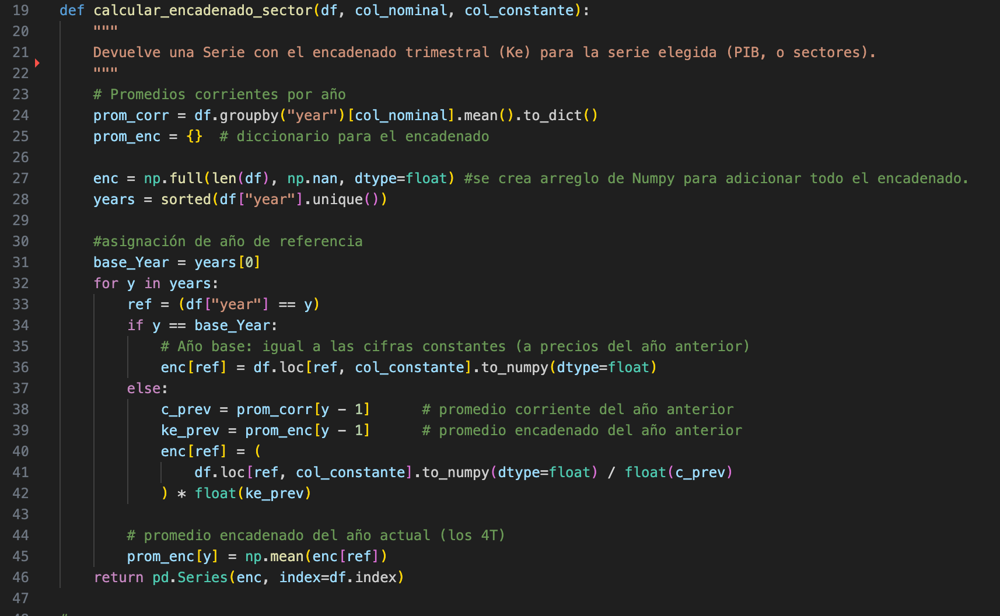 19 def calcular_encadenado_sector(df, col_nominal, col_constante):
20     """
21     Devuelve una Serie con el encadenado trimestral (Ke) para la serie elegida (PIB, o sectores).
22     """
23     # Promedios corrientes por año
24     prom_corr = df.groupby("year")[col_nominal].mean().to_dict()
25     prom_enc = {}  # diccionario para el encadenado
26
27     enc = np.full(len(df), np.nan, dtype=float) #se crea arreglo de Numpy para adicionar todo el encadenado.
28     years = sorted(df["year"].unique())
29
30     #asignación de año de referencia
31     base_Year = years[0]
32     for y in years:
33         ref = (df["year"] == y)
34         if y == base_Year:
35             # Año base: igual a las cifras constantes (a precios del año anterior)
36             enc[ref] = df.loc[ref, col_constante].to_numpy(dtype=float)
37         else:
38             c_prev = prom_corr[y - 1]      # promedio corriente del año anterior
39             ke_prev = prom_enc[y - 1]      # promedio encadenado del año anterior
40             enc[ref] = (
41                 df.loc[ref, col_constante].to_numpy(dtype=float) / float(c_prev)
42             ) * float(ke_prev)
43
44         # promedio encadenado del año actual (los 4T)
45         prom_enc[y] = np.mean(enc[ref])
46     return pd.Series(enc, index=df.index)
47